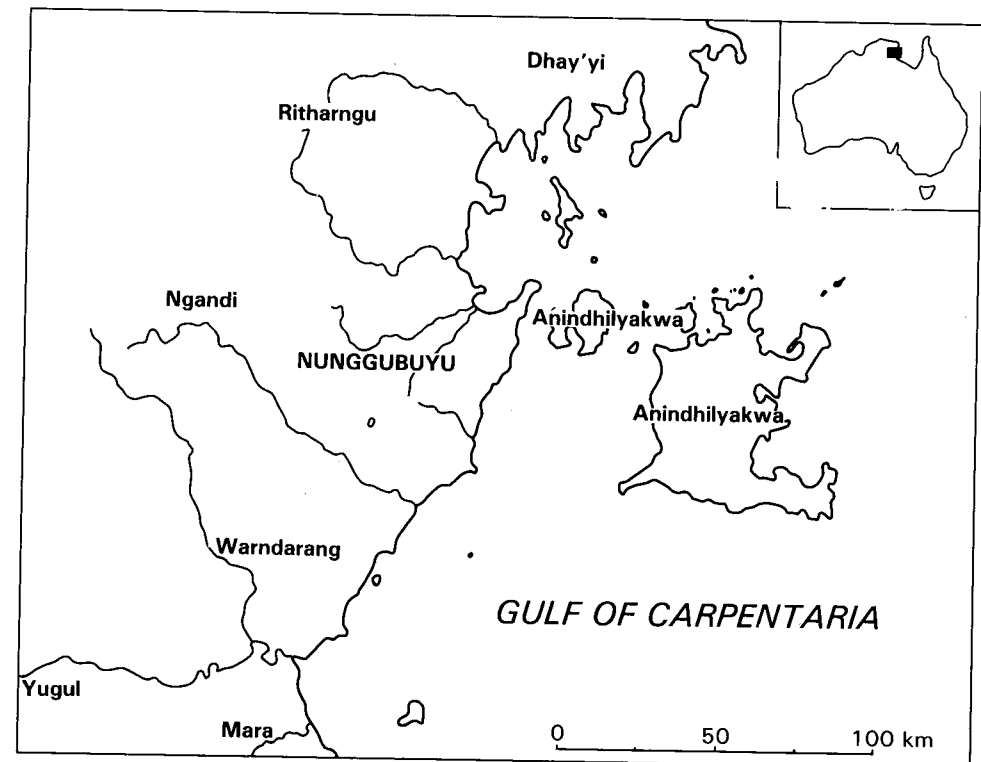 Dhay'yi
Ritharngu
Ngandi
Anindhilyakwa
NUNGGUBUYU
Anindhilyakwa
Warndarang
GULF OF CARPENTARIA
Yugul
Mara
0 50 100 km